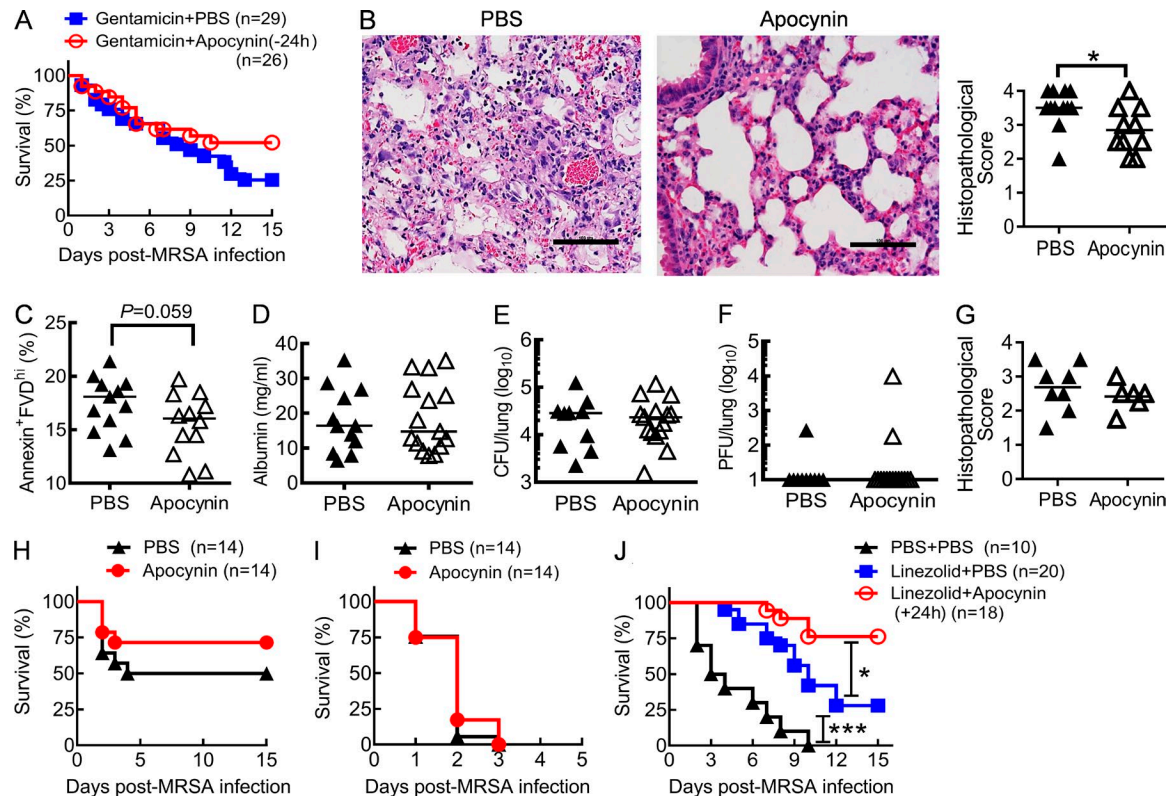 A
Gentamicin+PBS (n=29)
Gentamicin+Apocynin(-24h)
(n=26)
Survival (%)
100
75
50
25
0
0 3 6 9 12 15
Days post-MRSA infection
B
PBS
Apocynin
Histopathological
Score
4
3
2
1
0
*
PBS Apocynin
C
P=0.059
Annexin+FVDhi (%)
25
20
15
10
PBS Apocynin
D
Albumin (mg/ml)
40
30
20
10
0
PBS Apocynin
E
CFU/lung (log10)
6
5
4
3
PBS Apocynin
F
PFU/lung (log10)
5
4
3
2
1
PBS Apocynin
G
Histopathological
Score
4
3
2
1
0
PBS Apocynin
H
PBS (n=14)
Apocynin (n=14)
Survival (%)
100
75
50
25
0
0 5 10 15
Days post-MRSA infection
I
PBS (n=14)
Apocynin (n=14)
Survival (%)
100
75
50
25
0
0 1 2 3 4 5
Days post-MRSA infection
J
PBS+PBS (n=10)
Linezolid+PBS (n=20)
Linezolid+Apocynin
(+24h) (n=18)
Survival (%)
100
75
50
25
0
0 3 6 9 12 15
*
***
Days post-MRSA infection